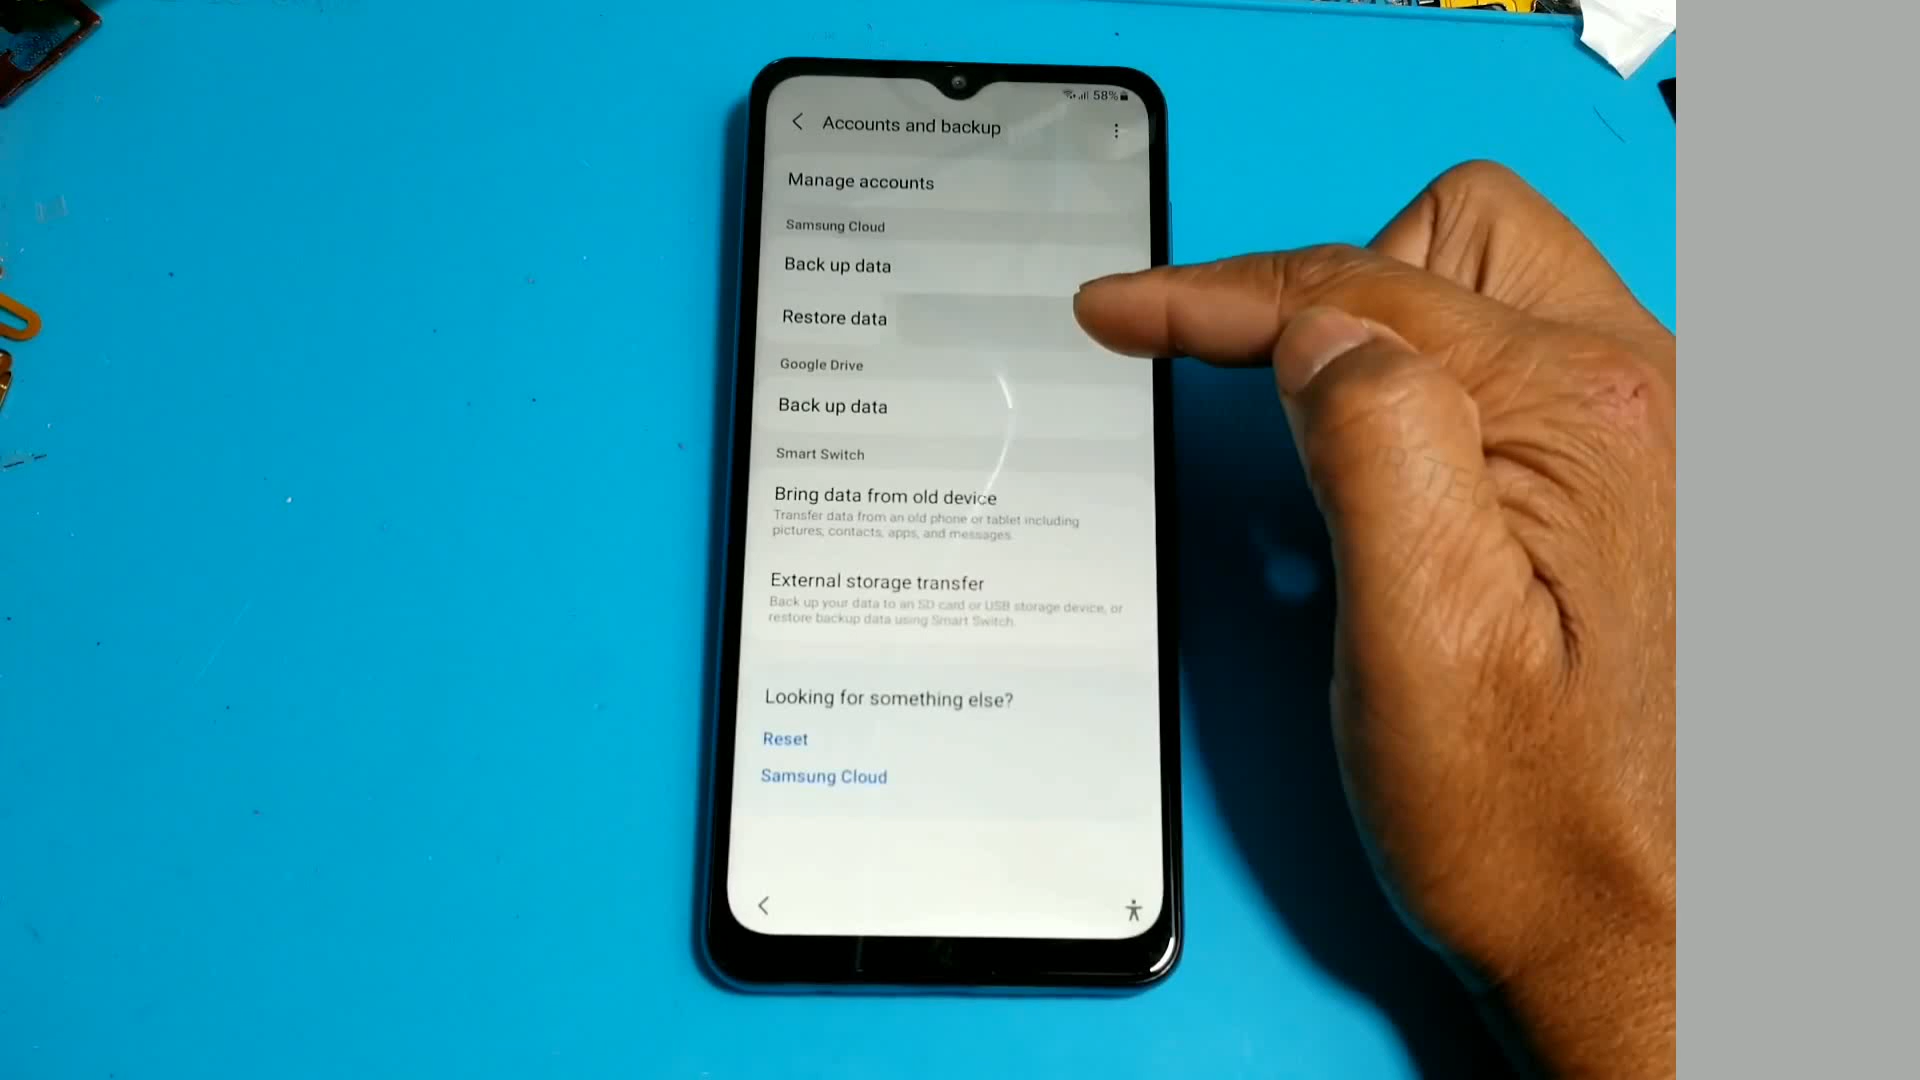 58%
Accounts and backup
Manage accounts
Samsung Cloud
Back up data
Restore data
Google Drive
Back up data
Smart Switch
Bring data from old device
Transfer data from an old phone or tablet including
pictures, contacts, apps, and messages.
External storage transfer
Back up your data to an SD card or USB storage device, or
restore backup data using Smart Switch.
Looking for something else?
Reset
Samsung Cloud